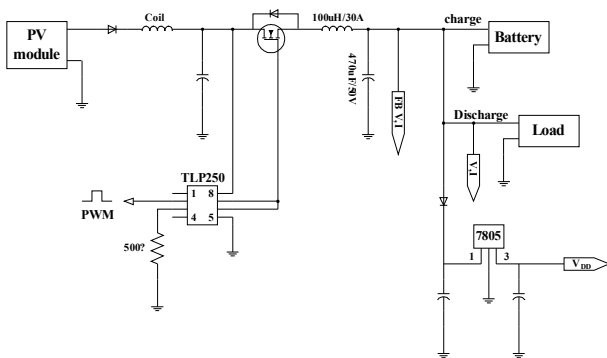 PV
module
Coil
100uH/30A
charge
Battery
470uF/50V
FB V,I
Discharge
Load
V,I
TLP250
1 8
4 5
PWM
500?
7805
1 3
VDD